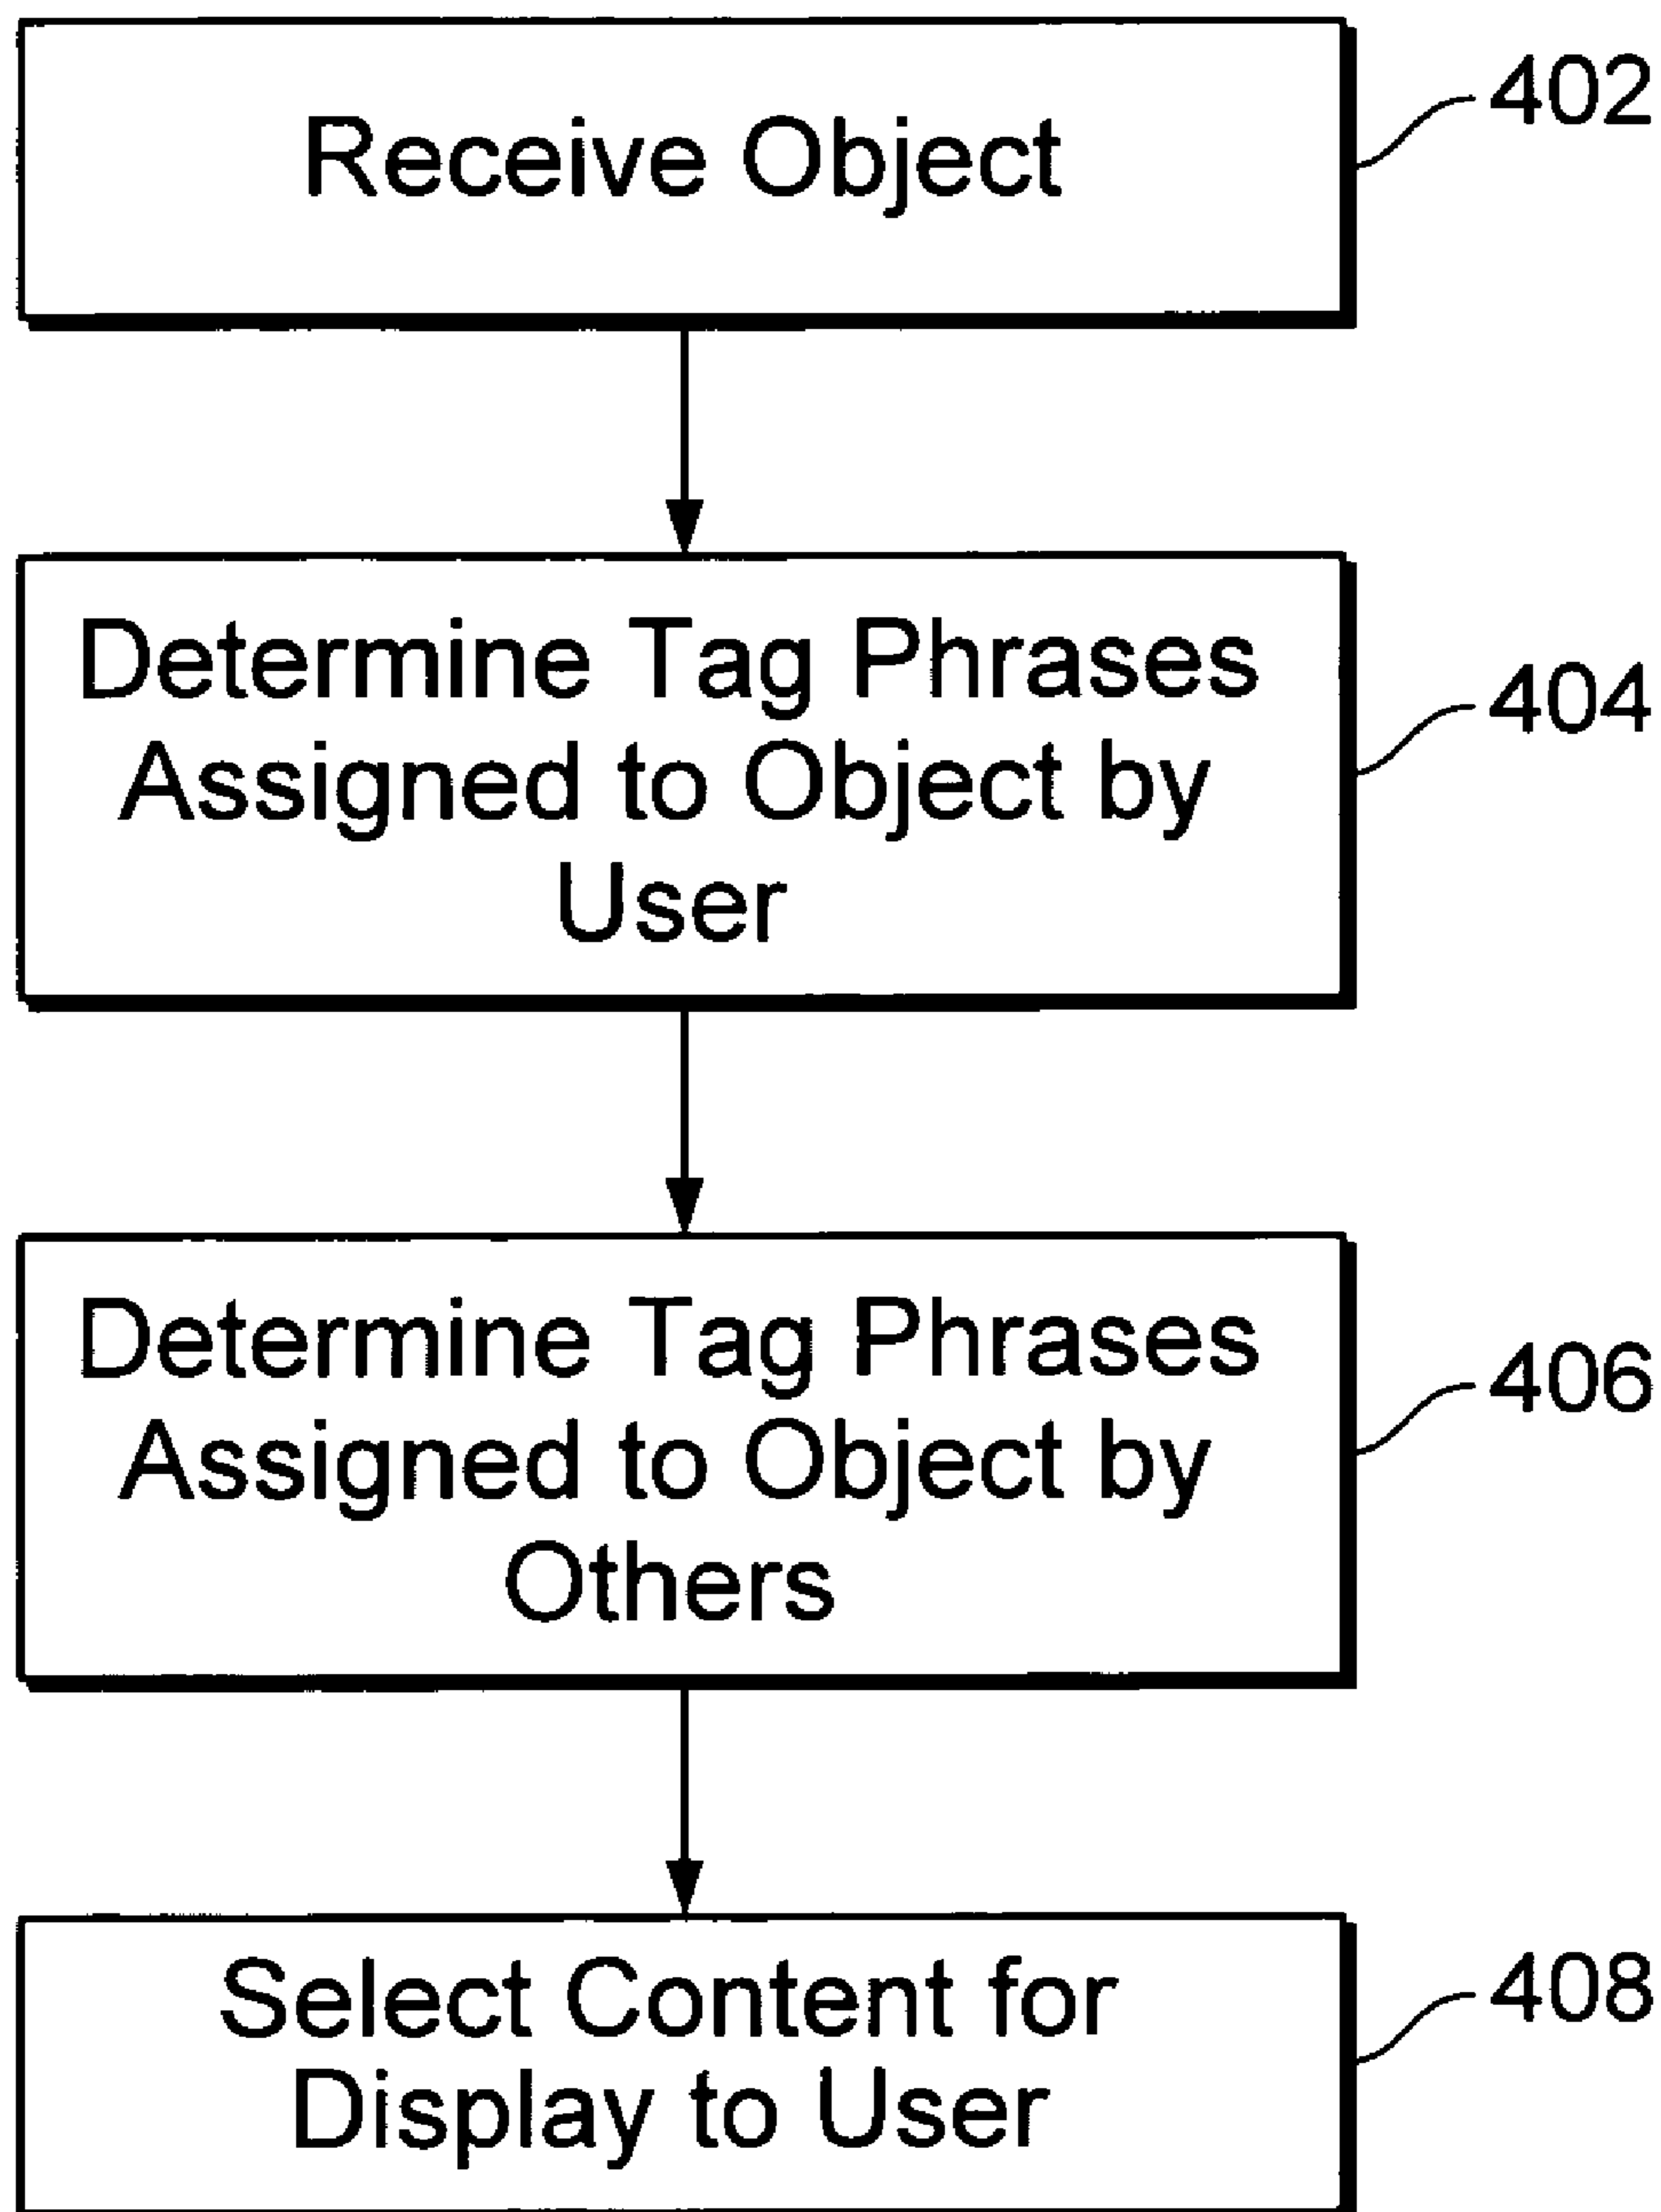 Receive Object
402
Determine Tag Phrases
Assigned to Object by
User
404
Determine Tag Phrases
Assigned to Object by
Others
406
Select Content for
Display to User
408